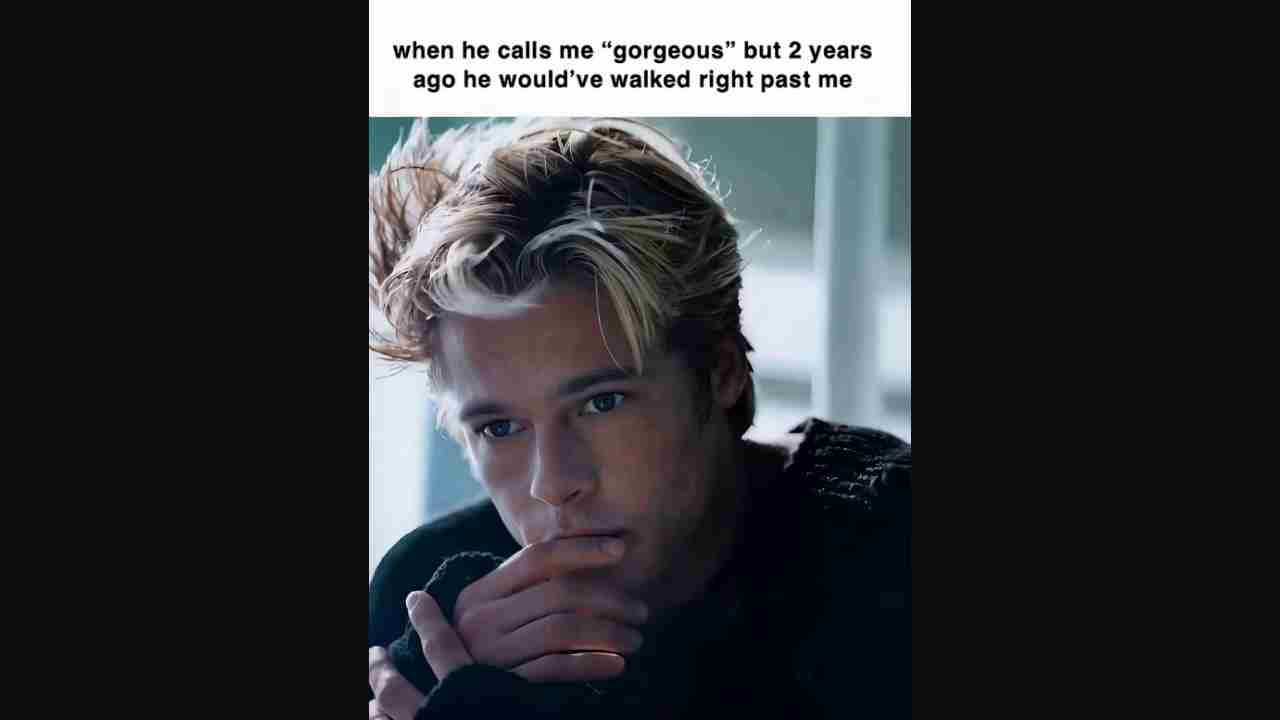 when he calls me “gorgeous” but 2 years
ago he would’ve walked right past me